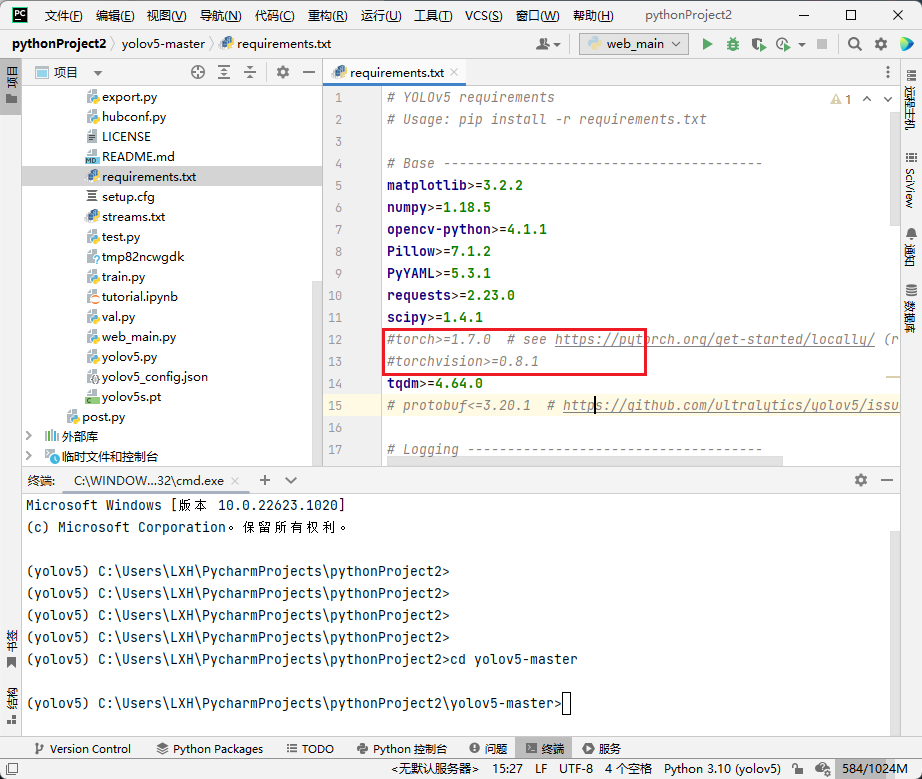 PC 文件(F) 编辑(E) 视图(V) 导航(N) 代码(C) 重构(R) 运行(U) 工具(T) VCS(S) 窗口(W) 帮助(H) pythonProject2
pythonProject2 yolov5-master requirements.txt web_main
项目 项目 requirements.txt
export.py
hubconf.py
LICENSE
README.md
requirements.txt
setup.cfg
streams.txt
test.py
tmp82ncwgdk
train.py
tutorial.ipynb
val.py
web_main.py
yolov5.py
yolov5_config.json
yolov5s.pt
post.py
外部库
临时文件和控制台
1 # YOLOv5 requirements
2 # Usage: pip install -r requirements.txt
3
4 # Base ----------------------------------------
5 matplotlib>=3.2.2
6 numpy>=1.18.5
7 opencv-python>=4.1.1
8 Pillow>=7.1.2
9 PyYAML>=5.3.1
10 requests>=2.23.0
11 scipy>=1.4.1
12 #torch>=1.7.0  # see https://pytorch.org/get-started/locally/ (r
13 #torchvision>=0.8.1
14 tqdm>=4.64.0
15 # protobuf<=3.20.1  # https://github.com/ultralytics/yolov5/issu
16
17 # Logging -------------------------------------
1
远程主机
SciView
通知
数据库
终端: C:\WINDOW...32\cmd.exe
Microsoft Windows [版本 10.0.22623.1020]
(c) Microsoft Corporation。保留所有权利。
(yolov5) C:\Users\LXH\PycharmProjects\pythonProject2>
(yolov5) C:\Users\LXH\PycharmProjects\pythonProject2>
(yolov5) C:\Users\LXH\PycharmProjects\pythonProject2>
(yolov5) C:\Users\LXH\PycharmProjects\pythonProject2>
(yolov5) C:\Users\LXH\PycharmProjects\pythonProject2>cd yolov5-master
(yolov5) C:\Users\LXH\PycharmProjects\pythonProject2\yolov5-master>
书签
结构
Version Control Python Packages TODO Python 控制台 问题 终端 服务
<无默认服务器> 15:27 LF UTF-8 4 个空格 Python 3.10 (yolov5) 584/1024M